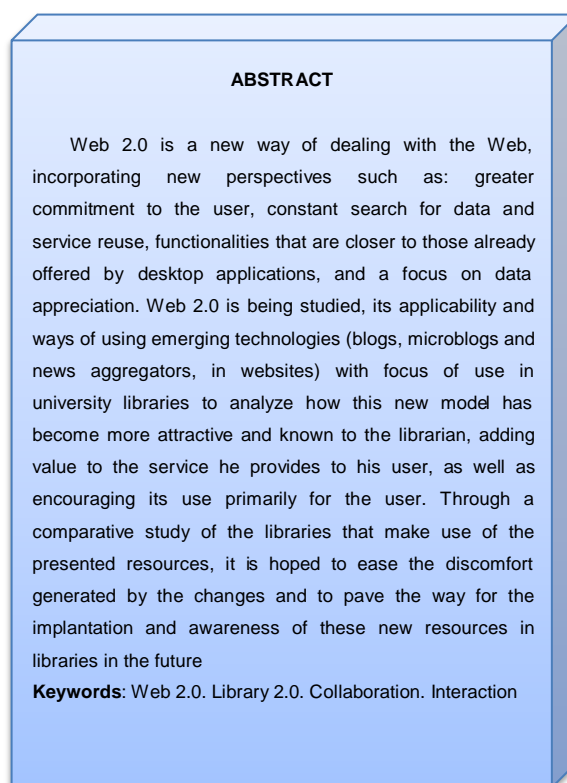 ABSTRACT
Web 2.0 is a new way of dealing with the Web,
incorporating new perspectives such as: greater
commitment to the user, constant search for data and
service reuse, functionalities that are closer to those already
offered by desktop applications, and a focus on data
appreciation. Web 2.0 is being studied, its applicability and
ways of using emerging technologies (blogs, microblogs and
news aggregators, in websites) with focus of use in
university libraries to analyze how this new model has
become more attractive and known to the librarian, adding
value to the service he provides to his user, as well as
encouraging its use primarily for the user. Through a
comparative study of the libraries that make use of the
presented resources, it is hoped to ease the discomfort
generated by the changes and to pave the way for the
implantation and awareness of these new resources in
libraries in the future
Keywords: Web 2.0. Library 2.0. Collaboration. Interaction